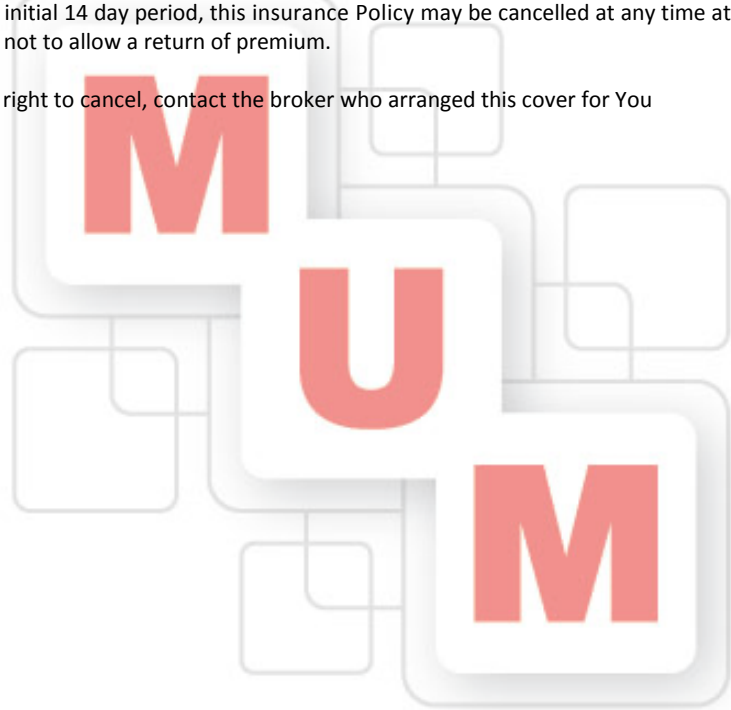 initial 14 day period, this insurance Policy may be cancelled at any time at
not to allow a return of premium.
right to cancel, contact the broker who arranged this cover for You
M
U
M